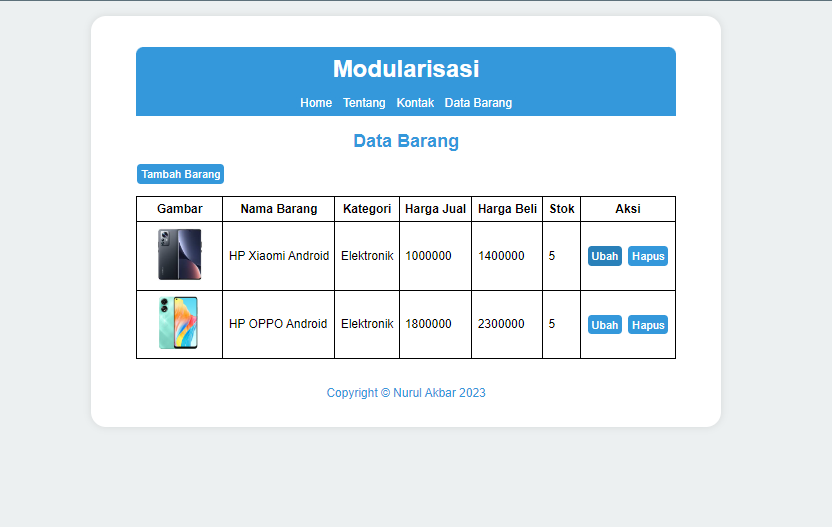 Modularisasi
Home Tentang Kontak Data Barang
Data Barang
Tambah Barang
Gambar Nama Barang Kategori Harga Jual Harga Beli Stok Aksi
HP Xiaomi Android Elektronik 1000000 1400000 5 Ubah Hapus
HP OPPO Android Elektronik 1800000 2300000 5 Ubah Hapus
Copyright © Nurul Akbar 2023